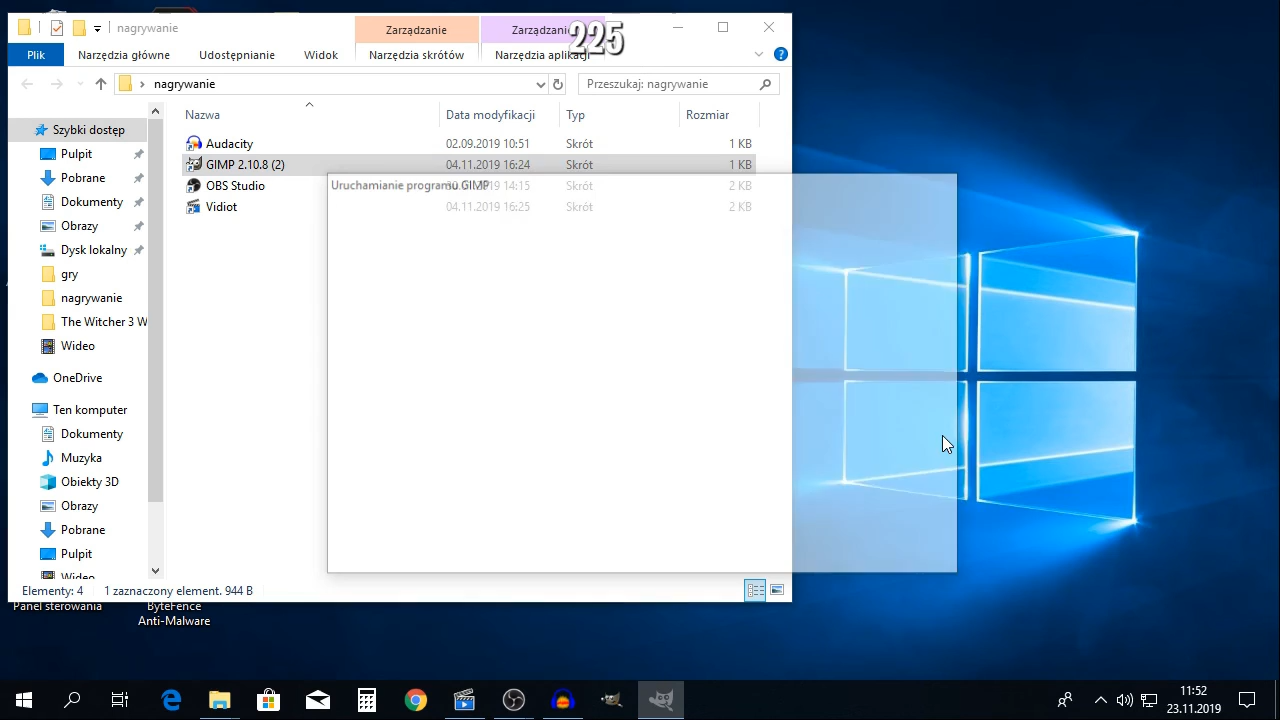 nagrywanie
Zarządzanie
Zarządzanie
225
Plik
Narzędzia główne
Udostępnianie
Widok
Narzędzia skrótów
Narzędzia aplikacji
nagrywanie
Przeszukaj: nagrywanie
Nazwa
Data modyfikacji
Typ
Rozmiar
Audacity 02.09.2019 10:51 Skrót 1 KB
GIMP 2.10.8 (2) 04.11.2019 16:24 Skrót 1 KB
OBS Studio 2019 14:15 Skrót 2 KB
Vidiot 04.11.2019 16:25 Skrót 2 KB
Uruchamianie programu GIMP
Szybki dostęp
Pulpit
Pobrane
Dokumenty
Obrazy
Dysk lokalny
gry
nagrywanie
The Witcher 3 W
Wideo
OneDrive
Ten komputer
Dokumenty
Muzyka
Obiekty 3D
Obrazy
Pobrane
Pulpit
Wideo
Elementy: 4
1 zaznaczony element. 944 B
Panel sterowania
ByteFence
Anti-Malware
11:52
23.11.2019